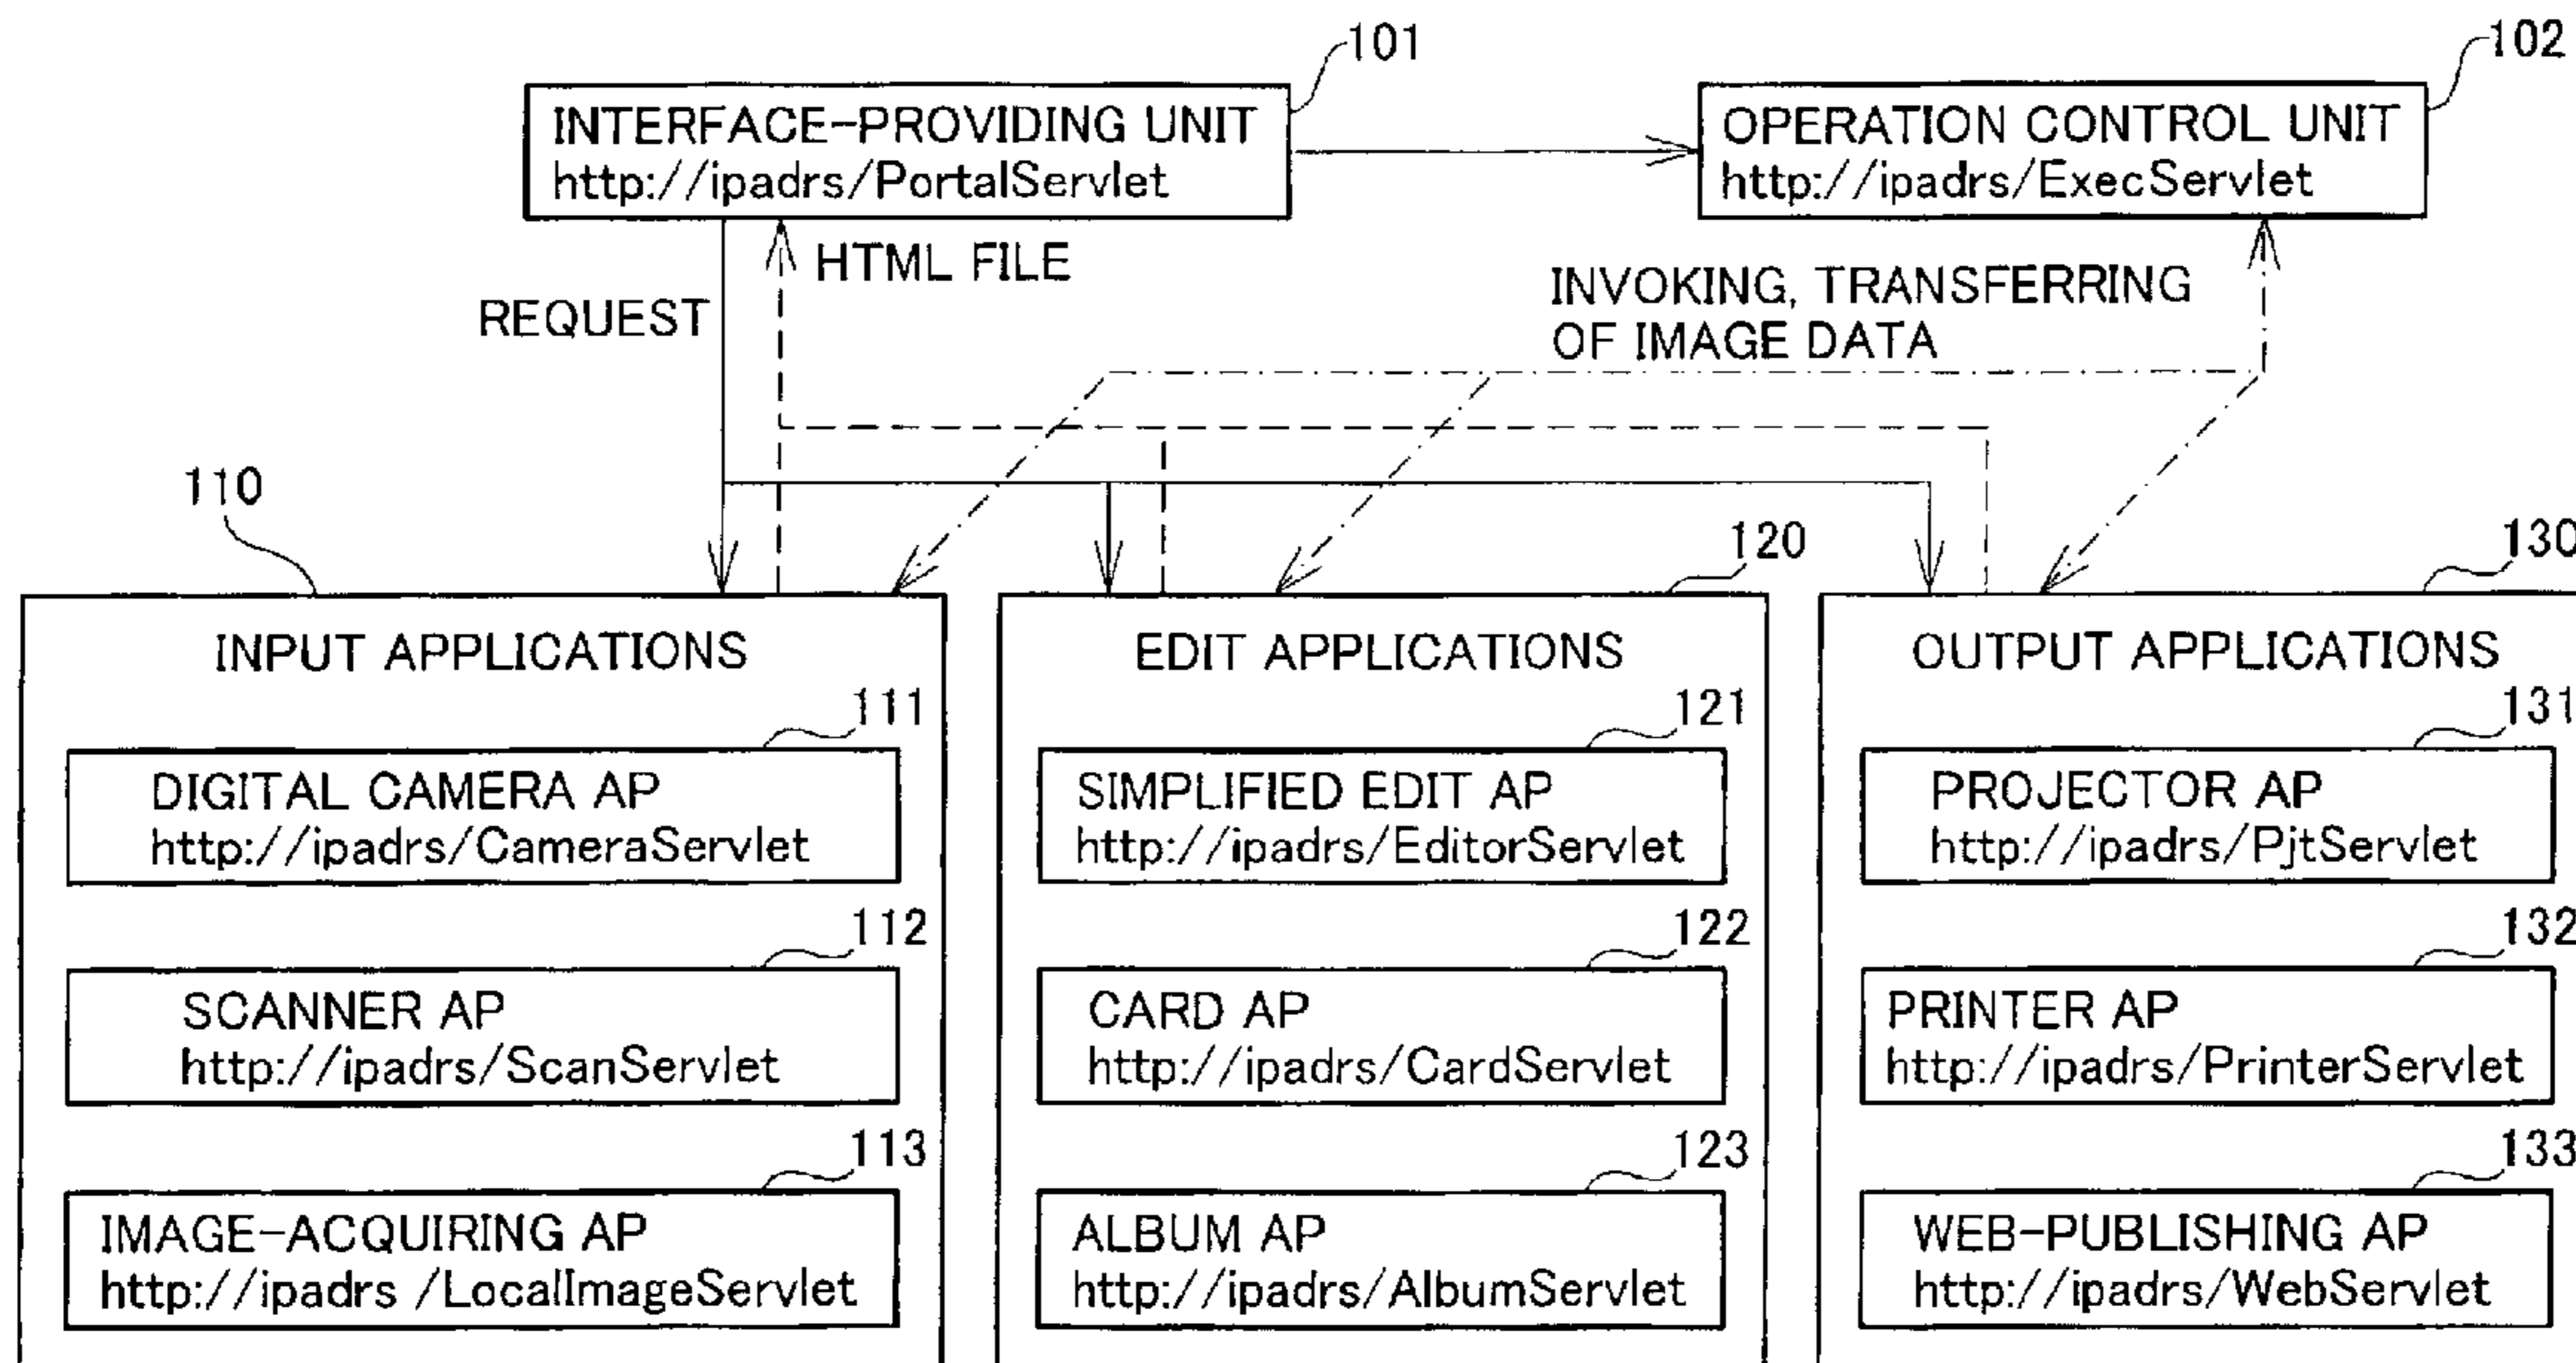 101
102
INTERFACE-PROVIDING UNIT
http://ipadrs/PortalServlet
OPERATION CONTROL UNIT
http://ipadrs/ExecServlet
HTML FILE
REQUEST
INVOKING, TRANSFERRING
OF IMAGE DATA
110
120
130
INPUT APPLICATIONS
111
DIGITAL CAMERA AP
http://ipadrs/CameraServlet
112
SCANNER AP
http://ipadrs/ScanServlet
113
IMAGE-ACQUIRING AP
http://ipadrs /LocalImageServlet
EDIT APPLICATIONS
121
SIMPLIFIED EDIT AP
http://ipadrs/EditorServlet
122
CARD AP
http://ipadrs/CardServlet
123
ALBUM AP
http://ipadrs/AlbumServlet
OUTPUT APPLICATIONS
131
PROJECTOR AP
http://ipadrs/PjtServlet
132
PRINTER AP
http://ipadrs/PrinterServlet
133
WEB-PUBLISHING AP
http://ipadrs/WebServlet